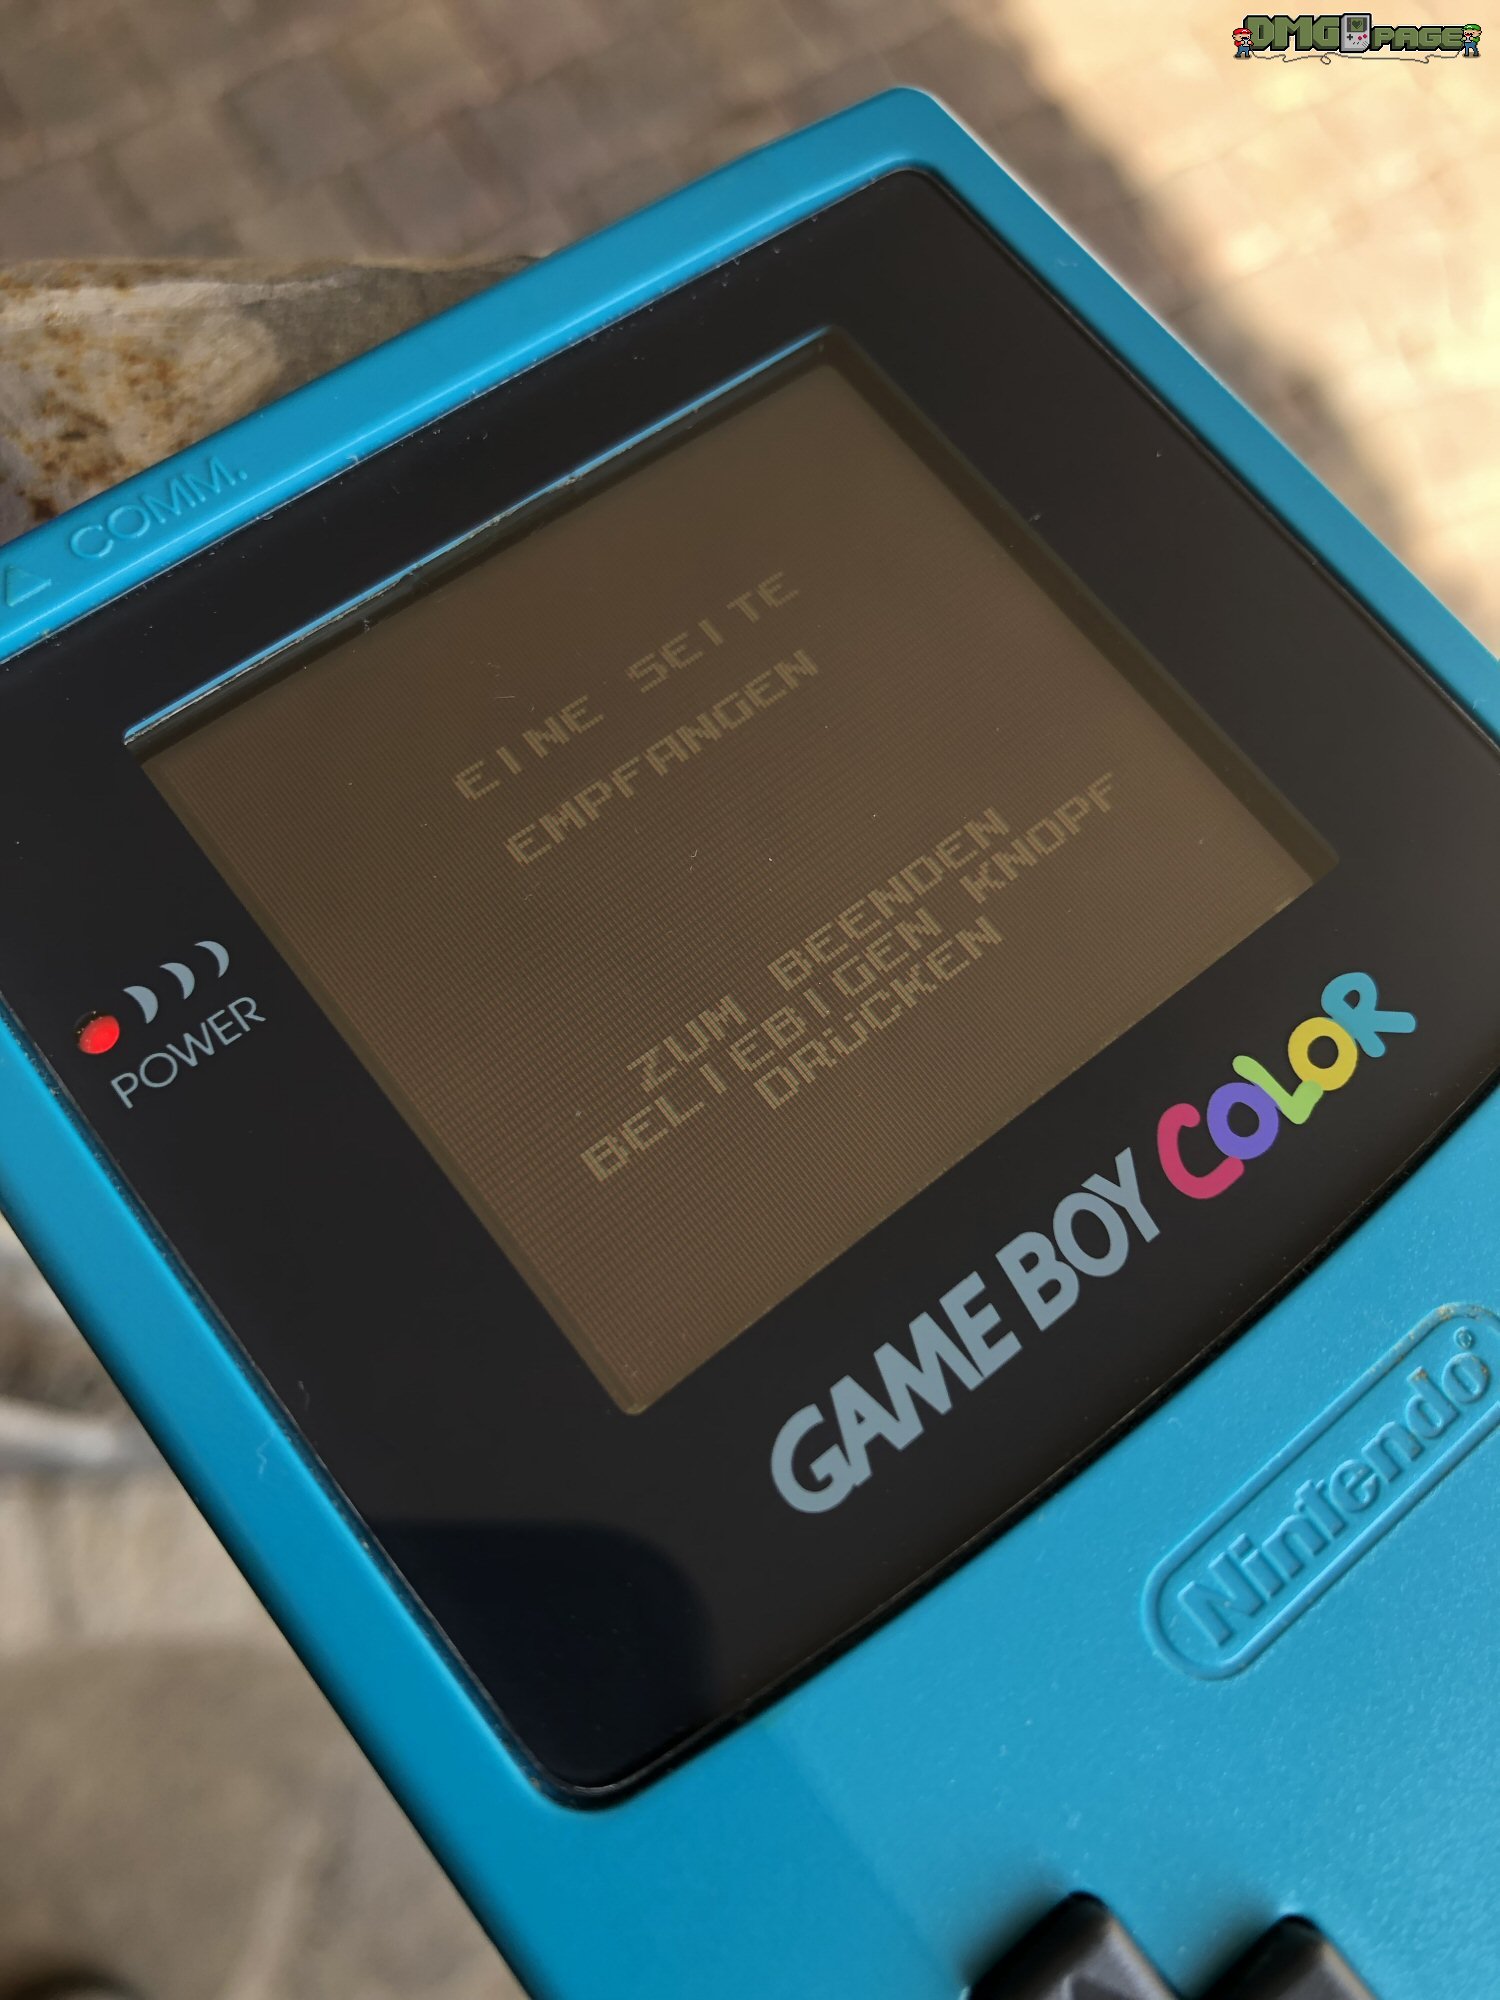 DMG PAGE
COMM.
EINE SEITE
EMPFANGEN
ZUM BEENDEN
BELIEBIGEN KNOPF
DRÜCKEN
POWER
GAME BOY COLOR
Nintendo®